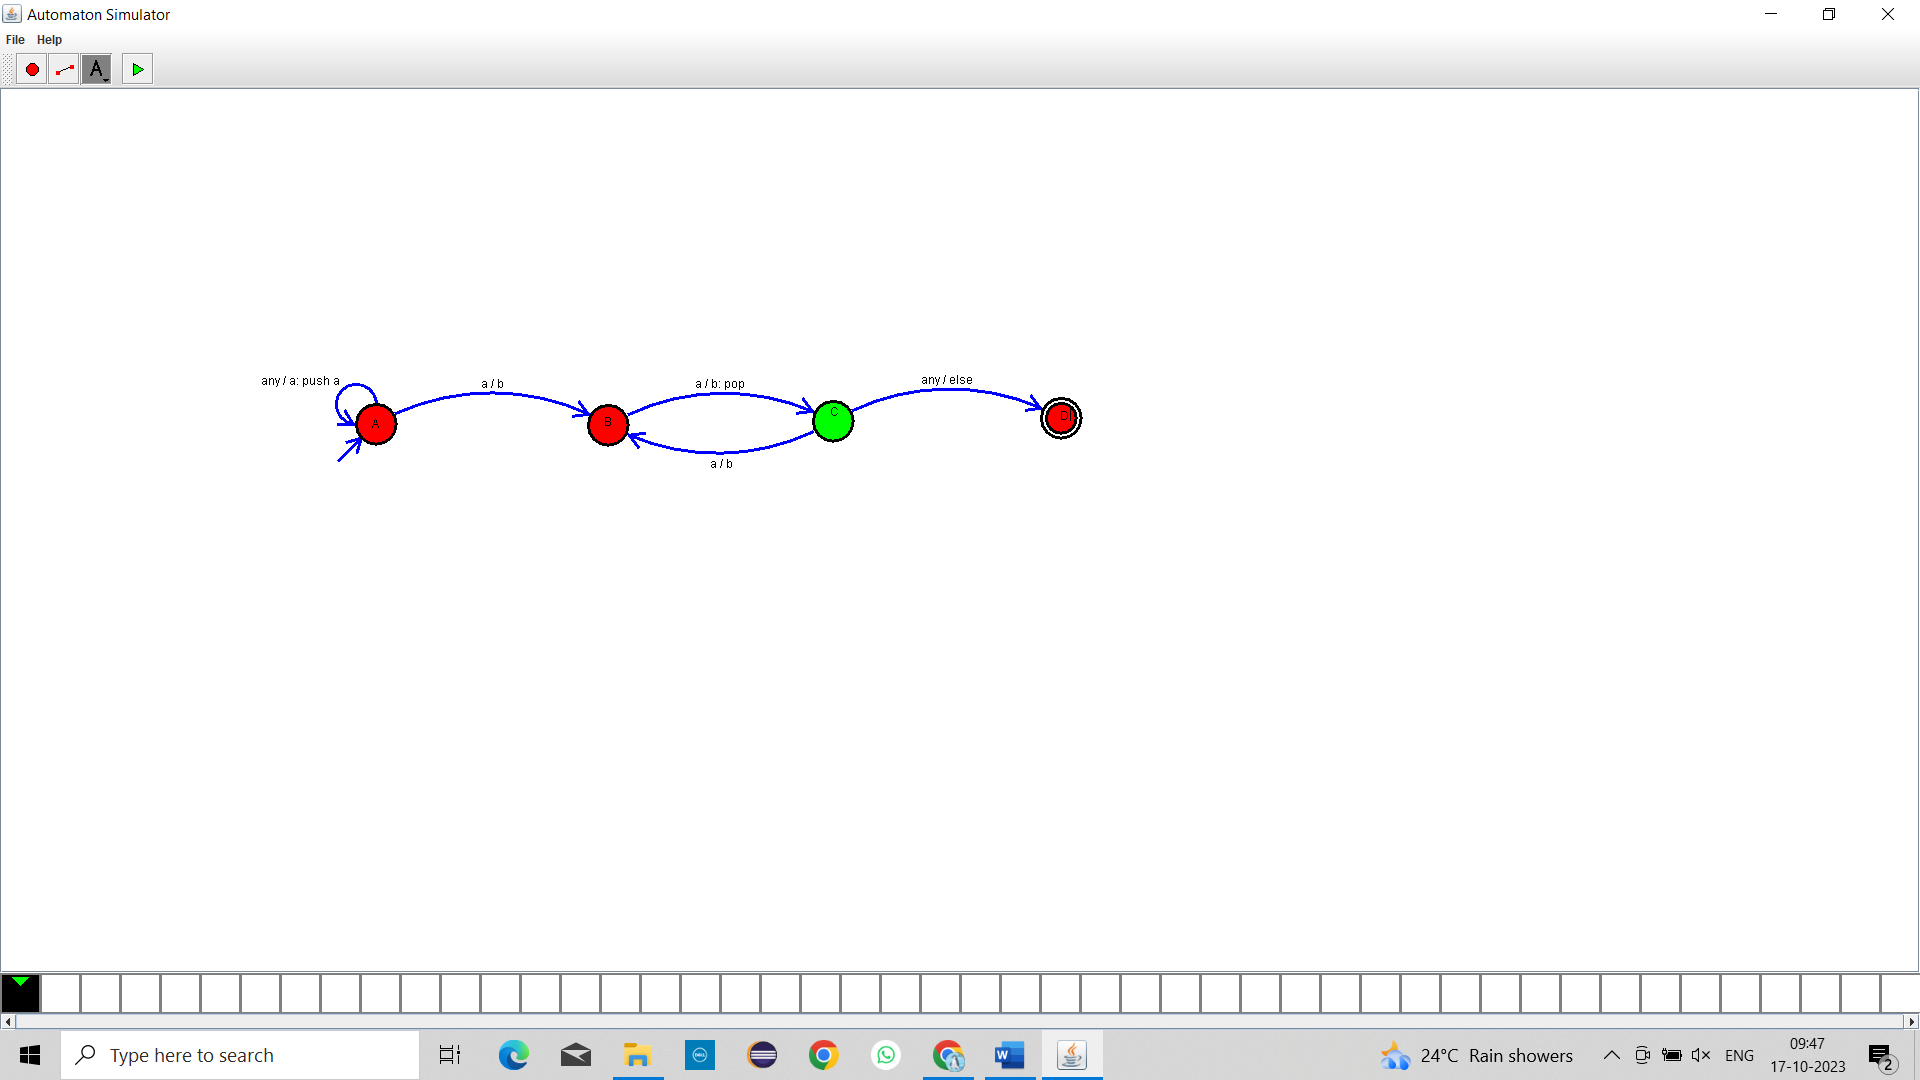 Automaton Simulator
File Help
A
any / else
any / a: push a
a / b
a / b: pop
C
A
B
D
a / b
Type here to search
DELL
W
24°C Rain showers
ENG
09:47
17-10-2023
2